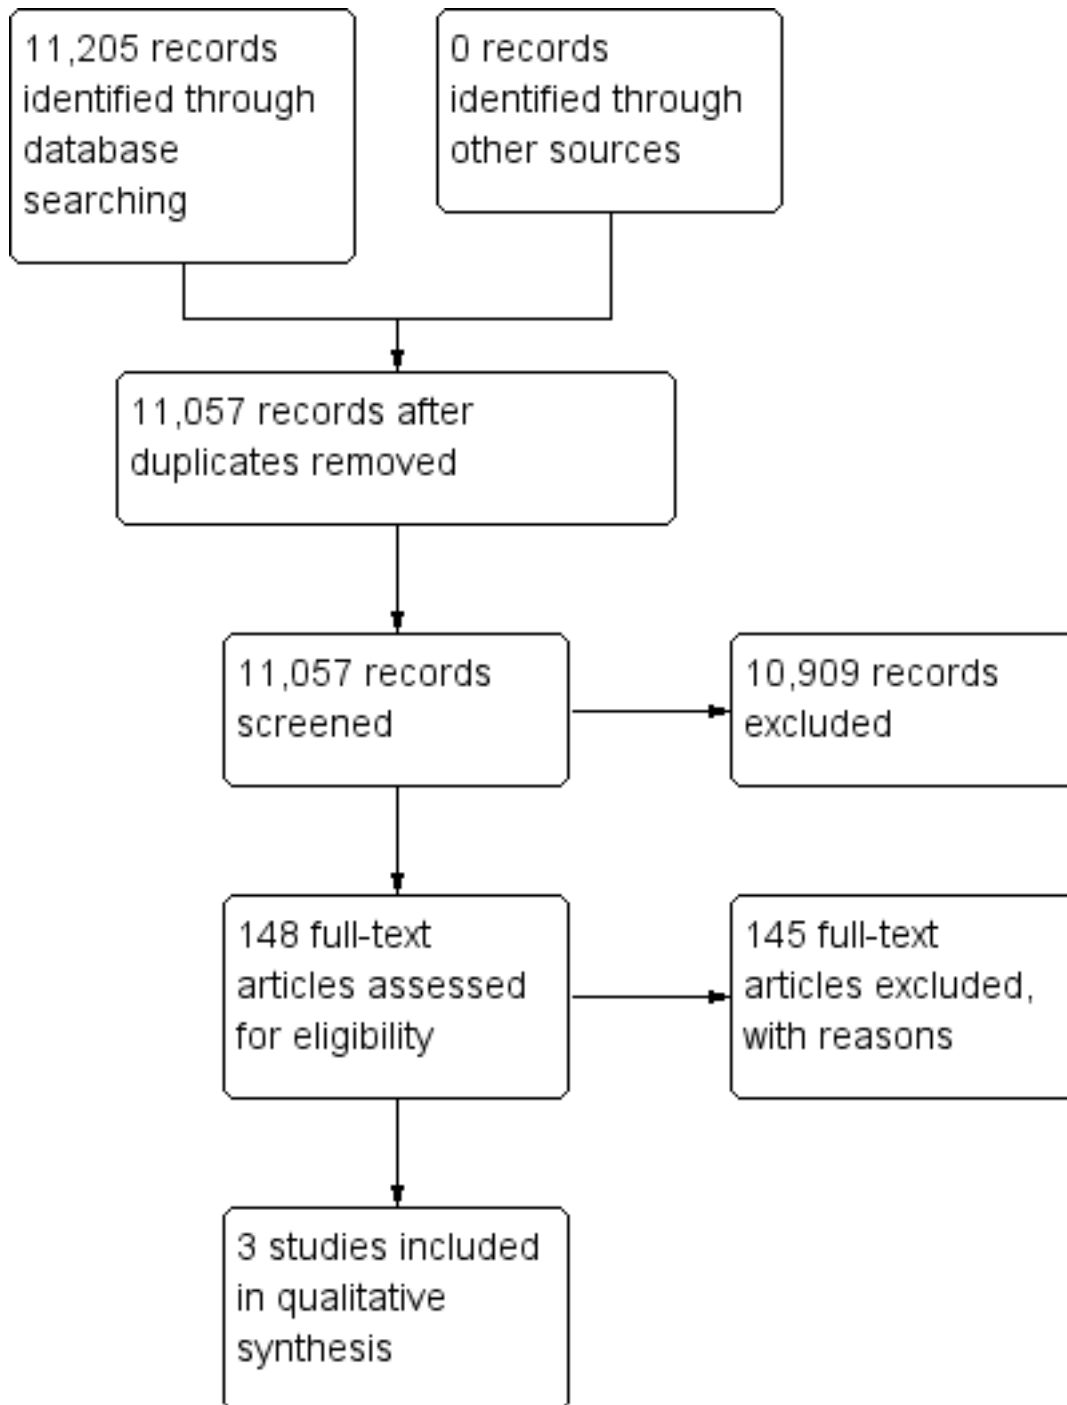 11,205 records
identified through
database
searching
0 records
identified through
other sources
11,057 records after
duplicates removed
11,057 records
screened
10,909 records
excluded
148 full-text
articles assessed
for eligibility
145 full-text
articles excluded,
with reasons
3 studies included
in qualitative
synthesis